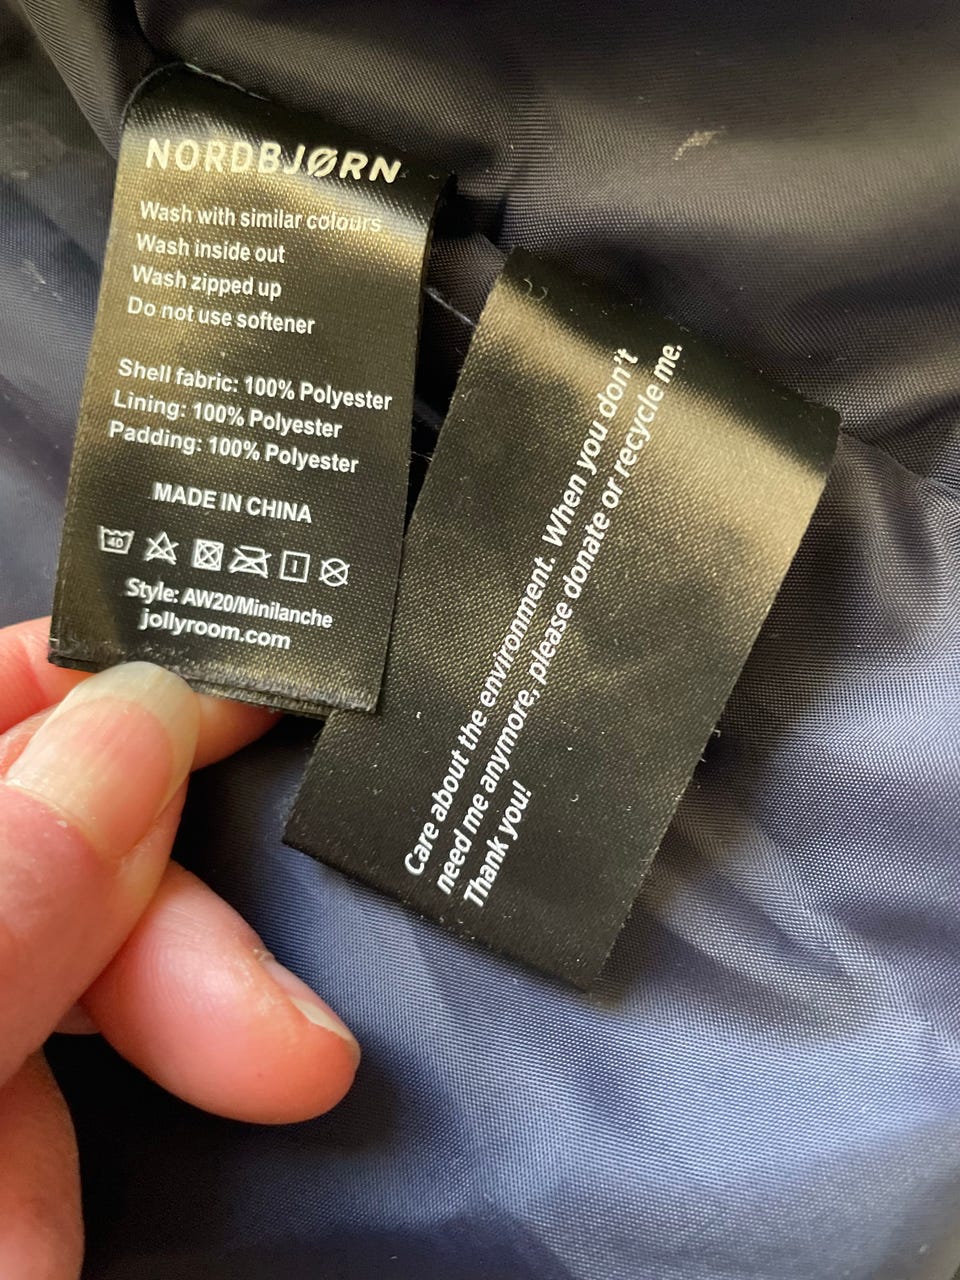 NORDBJØRN
Wash with similar colours
Wash inside out
Wash zipped up
Do not use softener
Shell fabric: 100% Polyester
Lining: 100% Polyester
Padding: 100% Polyester
MADE IN CHINA
40
Style: AW20/Minilanche
jollyroom.com
Care about the environment. When you don't
need me anymore, please donate or recycle me.
Thank you!